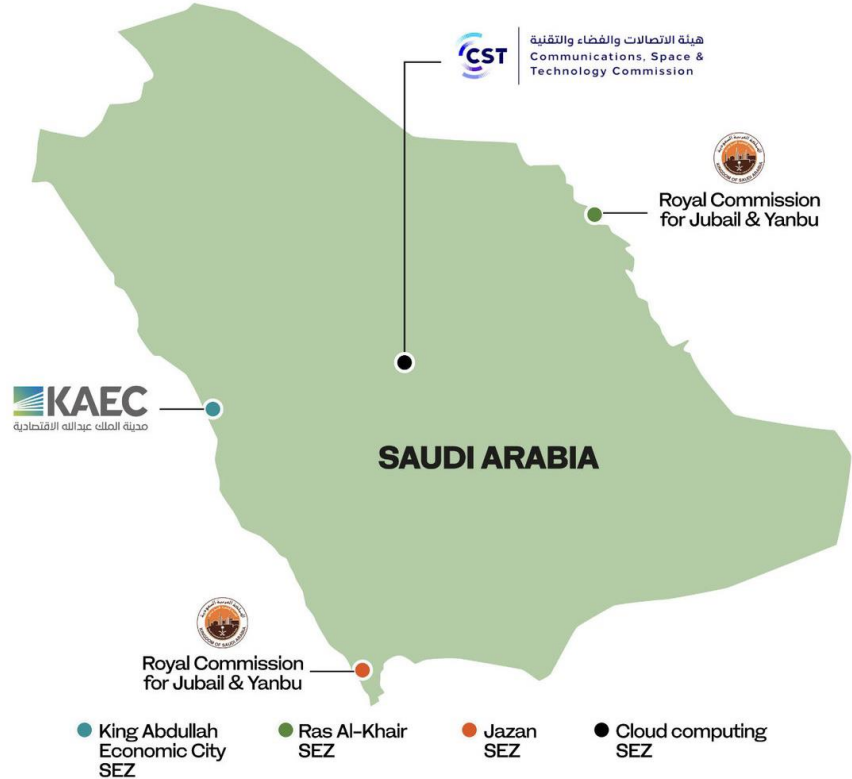 CST
هيئة الاتصالات والفضاء والتقنية
Communications, Space &
Technology Commission
Royal Commission
for Jubail & Yanbu
KAEC
مدينة الملك عبدالله الاقتصادية
SAUDI ARABIA
Royal Commission
for Jubail & Yanbu
King Abdullah
Economic City
SEZ
Ras Al-Khair
SEZ
Jazan
SEZ
Cloud computing
SEZ